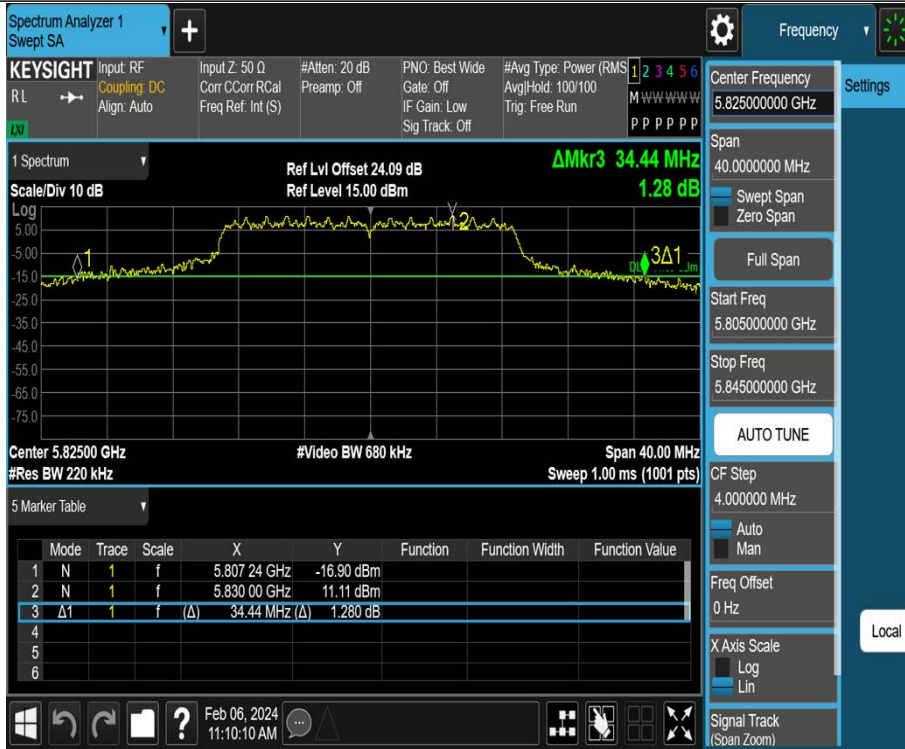 Spectrum Analyzer 1
Swept SA
+
Frequency
KEYSIGHT
RL
LXI
Input: RF
Coupling: DC
Align: Auto
Input Z: 50 Ω
Corr CCorr RCal
Freq Ref: Int (S)
#Atten: 20 dB
Preamp: Off
PNO: Best Wide
Gate: Off
IF Gain: Low
Sig Track: Off
#Avg Type: Power (RMS
Avg|Hold: 100/100
Trig: Free Run
1 2 3 4 5 6
M W W W W W
P P P P P P
1 Spectrum
Scale/Div 10 dB
Ref Lvl Offset 24.09 dB
Ref Level 15.00 dBm
ΔMkr3 34.44 MHz
1.28 dB
Log
5.00
-5.00
-15.0
-25.0
-35.0
-45.0
-55.0
-65.0
-75.0
1
2
3Δ1
Center 5.82500 GHz
#Res BW 220 kHz
#Video BW 680 kHz
Span 40.00 MHz
Sweep 1.00 ms (1001 pts)
5 Marker Table
Mode Trace Scale X Y Function Function Width Function Value
1 N 1 f 5.807 24 GHz -16.90 dBm
2 N 1 f 5.830 00 GHz 11.11 dBm
3 Δ1 1 f (Δ) 34.44 MHz (Δ) 1.280 dB
4
5
6
?
Feb 06, 2024
11:10:10 AM
Center Frequency
5.825000000 GHz
Span
40.0000000 MHz
Swept Span
Zero Span
Full Span
Start Freq
5.805000000 GHz
Stop Freq
5.845000000 GHz
AUTO TUNE
CF Step
4.000000 MHz
Auto
Man
Freq Offset
0 Hz
X Axis Scale
Log
Lin
Signal Track
(Span Zoom)
Settings
Local